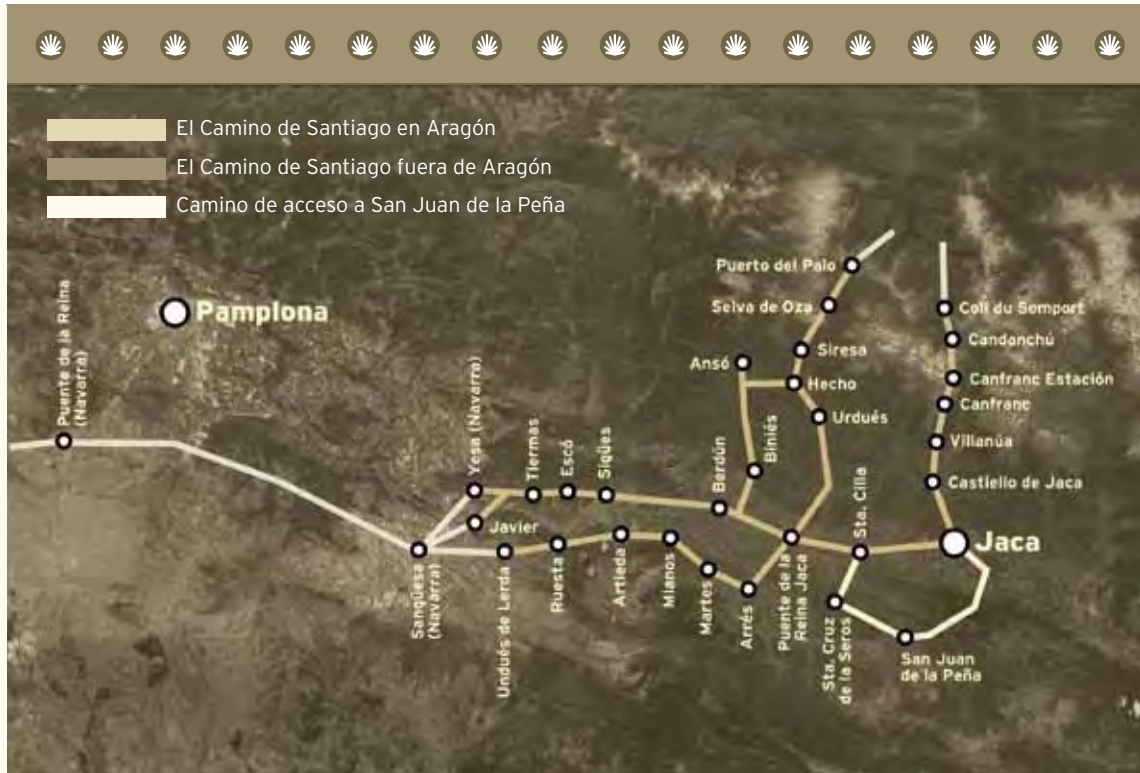 El Camino de Santiago en Aragón
El Camino de Santiago fuera de Aragón
Camino de acceso a San Juan de la Peña
Puerto del Palo
Selva de Oza
Siresa
Ansó
Hecho
Urdués
Biniés
Coll du Somport
Candanchú
Canfranc Estación
Canfranc
Villanúa
Castiello de Jaca
Jaca
Pamplona
Puente de la Reina
(Navarra)
Yesa (Navarra)
Tiermas
Escó
Sigües
Berdún
Sta. Cilia
Javier
Sangüesa
(Navarra)
Undués de Lerda
Ruesta
Artieda
Mianos
Martes
Arrés
Puente de la
Reina Jaca
Sta. Cruz
de la Seros
San Juan
de la Peña